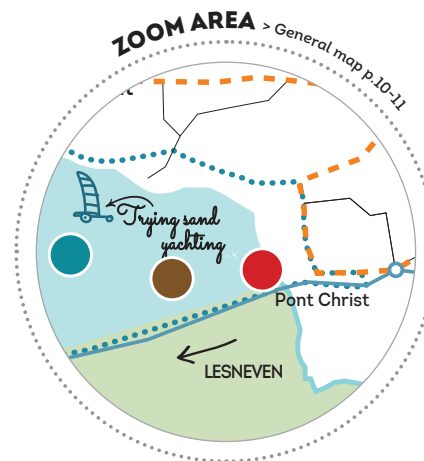 ZOOM AREA > General map p.10-11
Trying sand
yachting
Pont Christ
LESNEVEN